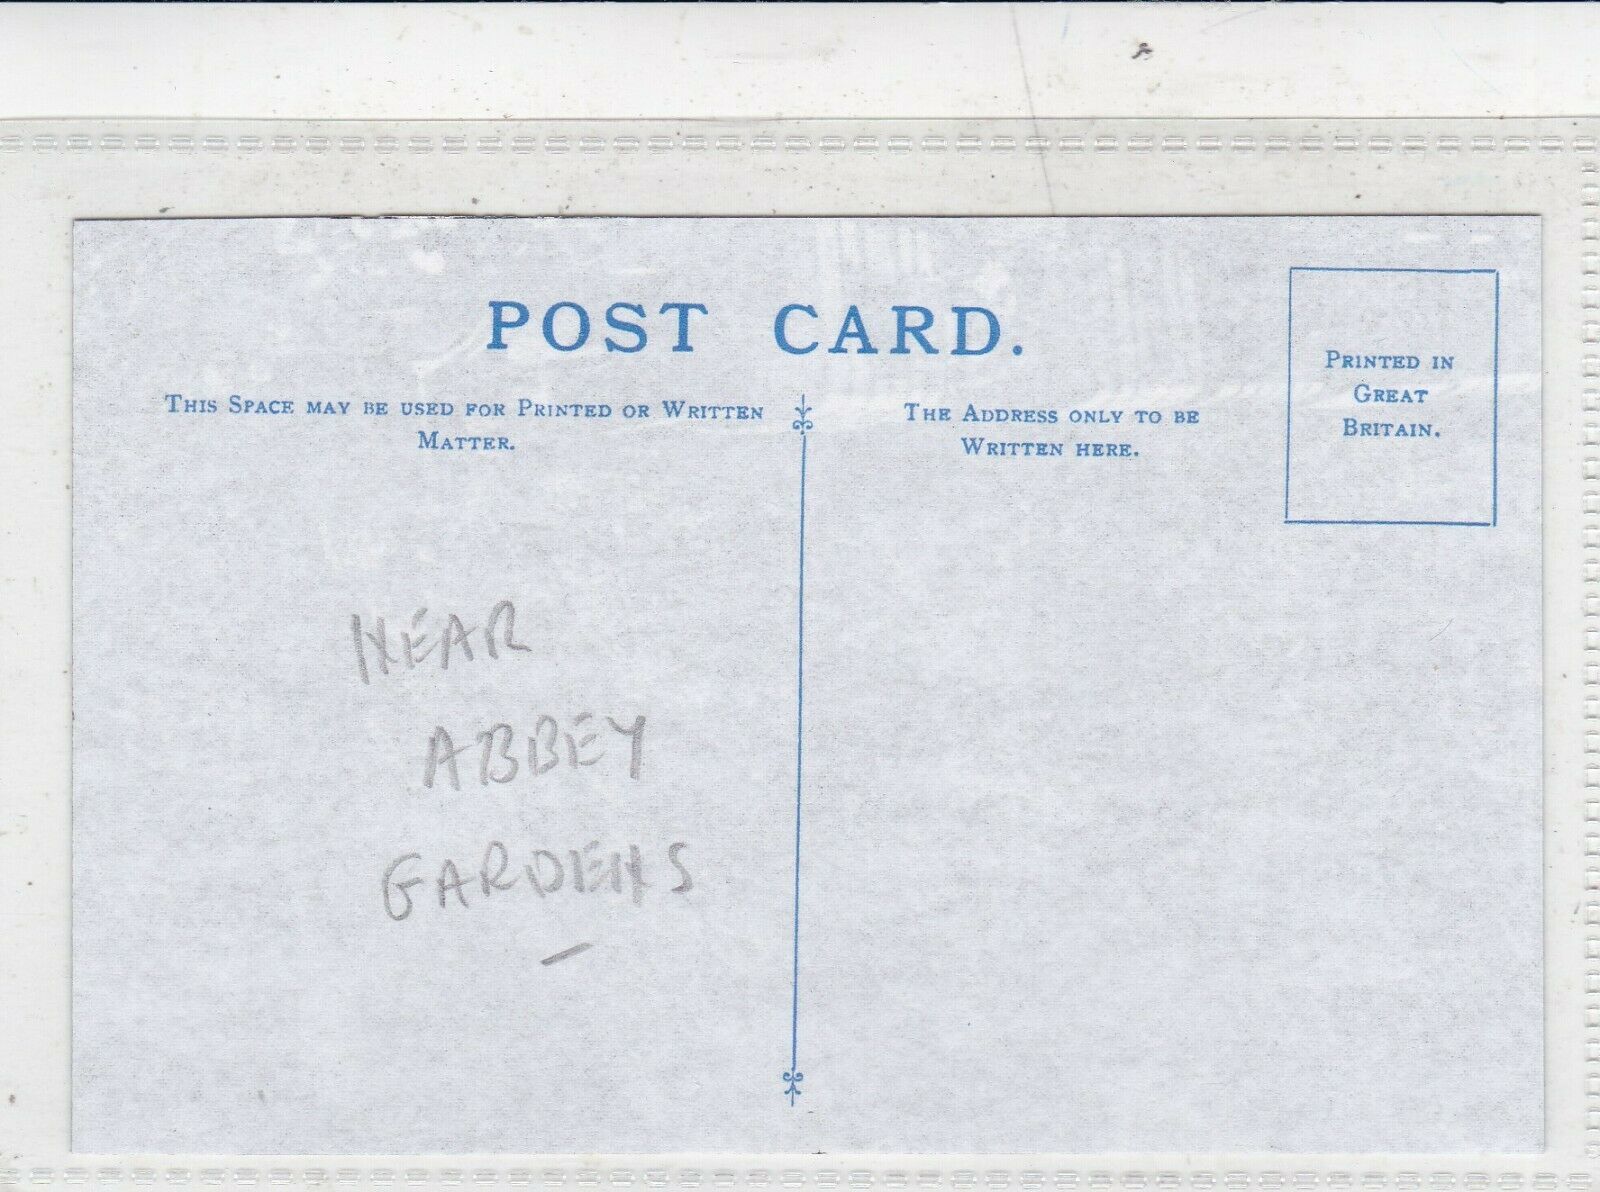 POST CARD.
THIS SPACE MAY BE USED FOR PRINTED OR WRITTEN
MATTER.
THE ADDRESS ONLY TO BE
WRITTEN HERE.
PRINTED IN
GREAT
BRITAIN.
NEAR
ABBEY
GARDENS